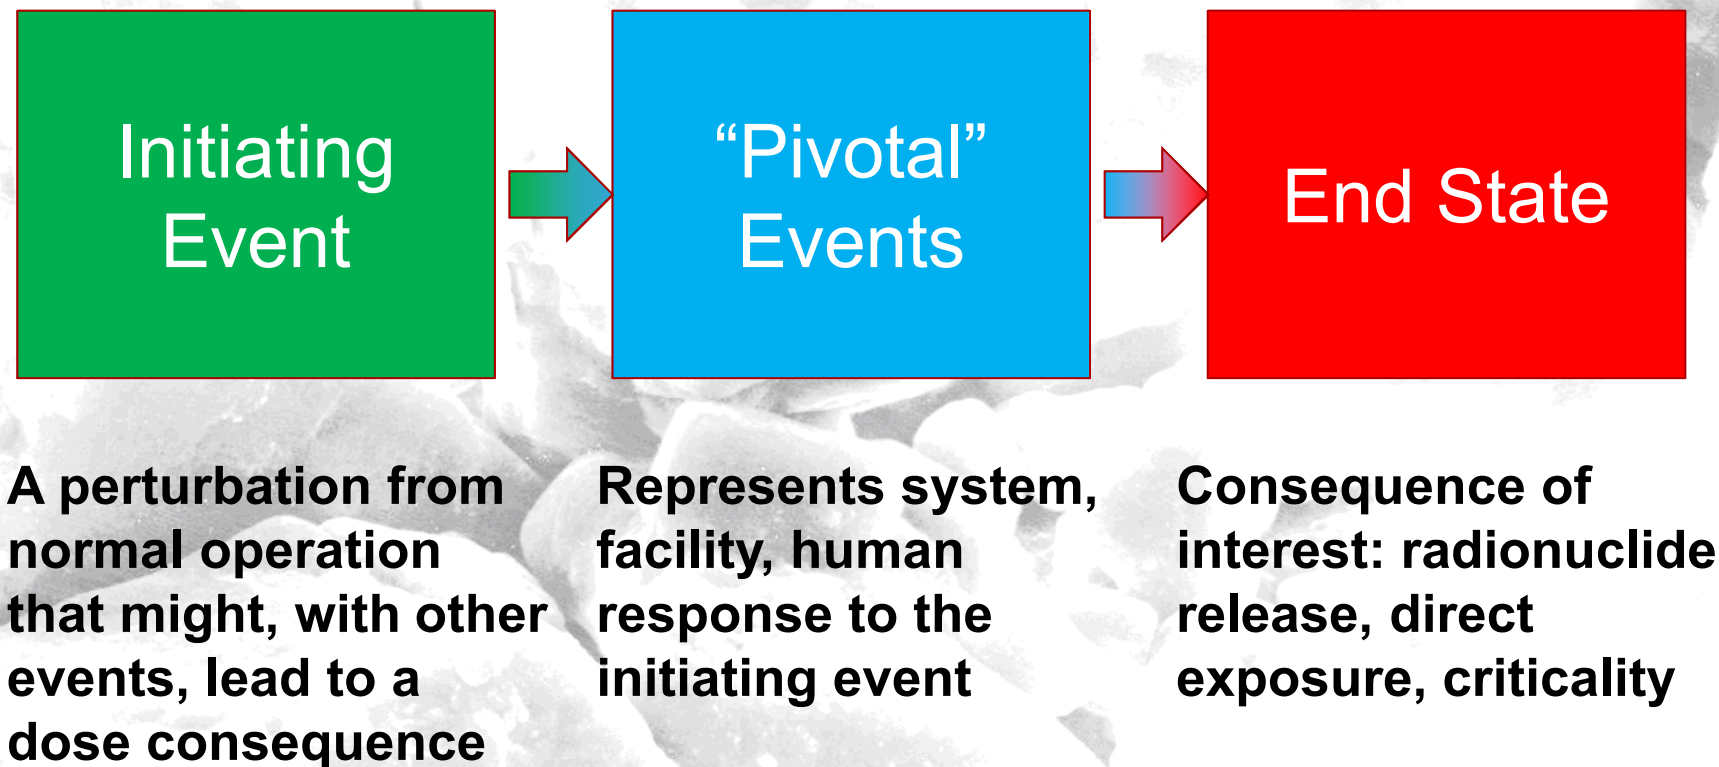 Initiating
Event
“Pivotal”
Events
End State
A perturbation from
normal operation
that might, with other
events, lead to a
dose consequence
Represents system,
facility, human
response to the
initiating event
Consequence of
interest: radionuclide
release, direct
exposure, criticality